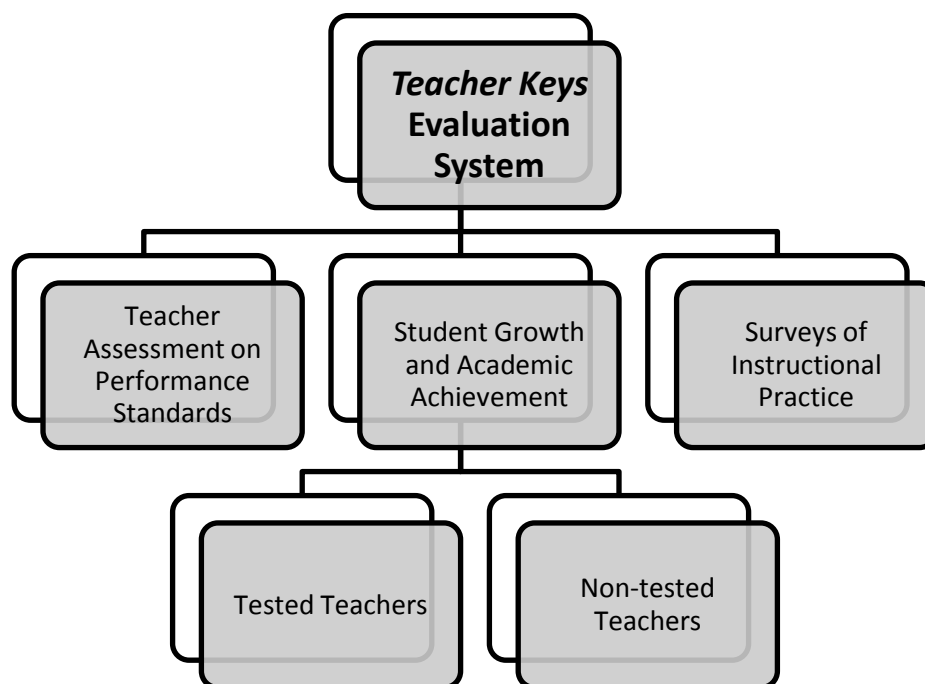 Teacher Keys
Evaluation
System
Teacher
Assessment on
Performance
Standards
Student Growth
and Academic
Achievement
Surveys of
Instructional
Practice
Tested Teachers
Non-tested
Teachers